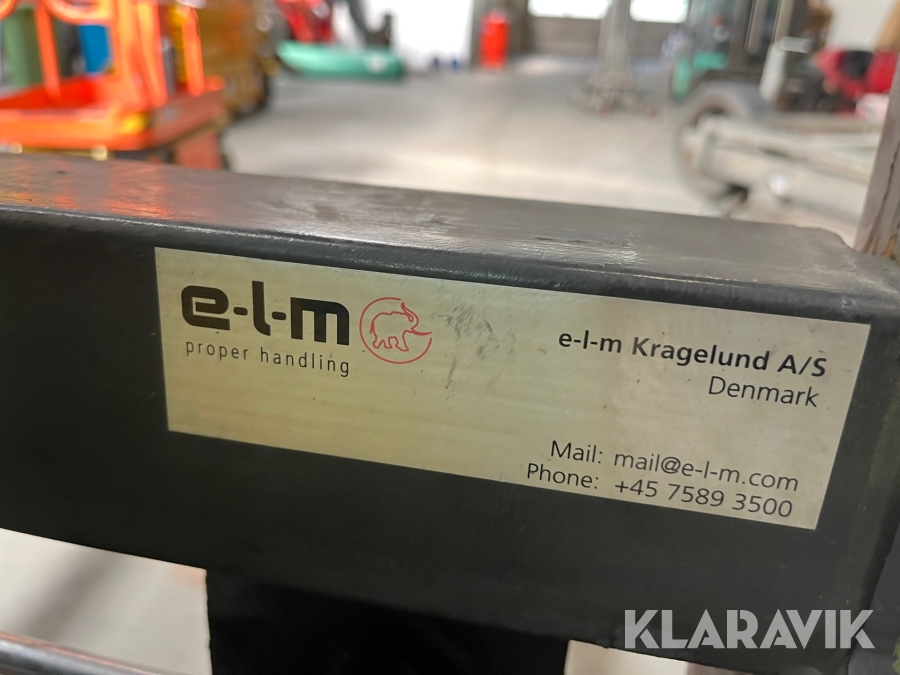 e-l-m
proper handling
e-l-m Kragelund A/S
Denmark
Mail: mail@e-l-m.com
Phone: +45 7589 3500
KLARAVIK